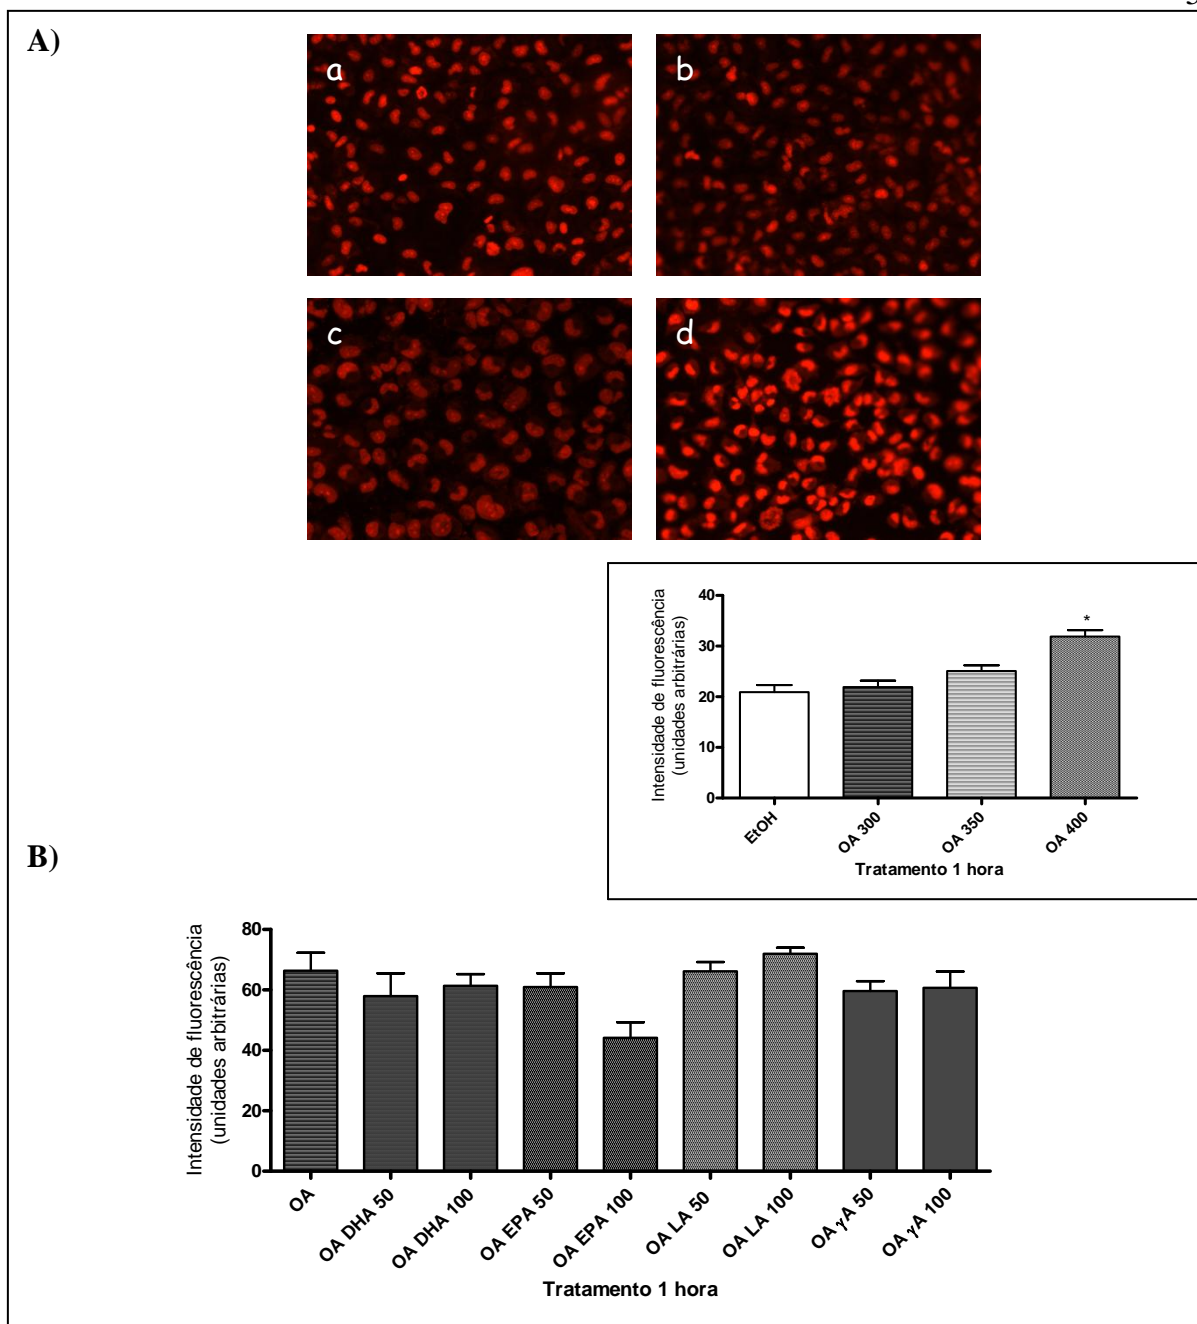 A)
a
b
c
d
Intensidade de fluorescência
(unidades arbitrárias)
40
30
20
10
0
*
EtOH
OA 300
OA 350
OA 400
Tratamento 1 hora
B)
Intensidade de fluorescência
(unidades arbitrárias)
80
60
40
20
0
OA
OA DHA 50
OA DHA 100
OA EPA 50
OA EPA 100
OA LA 50
OA LA 100
OA γA 50
OA γA 100
Tratamento 1 hora